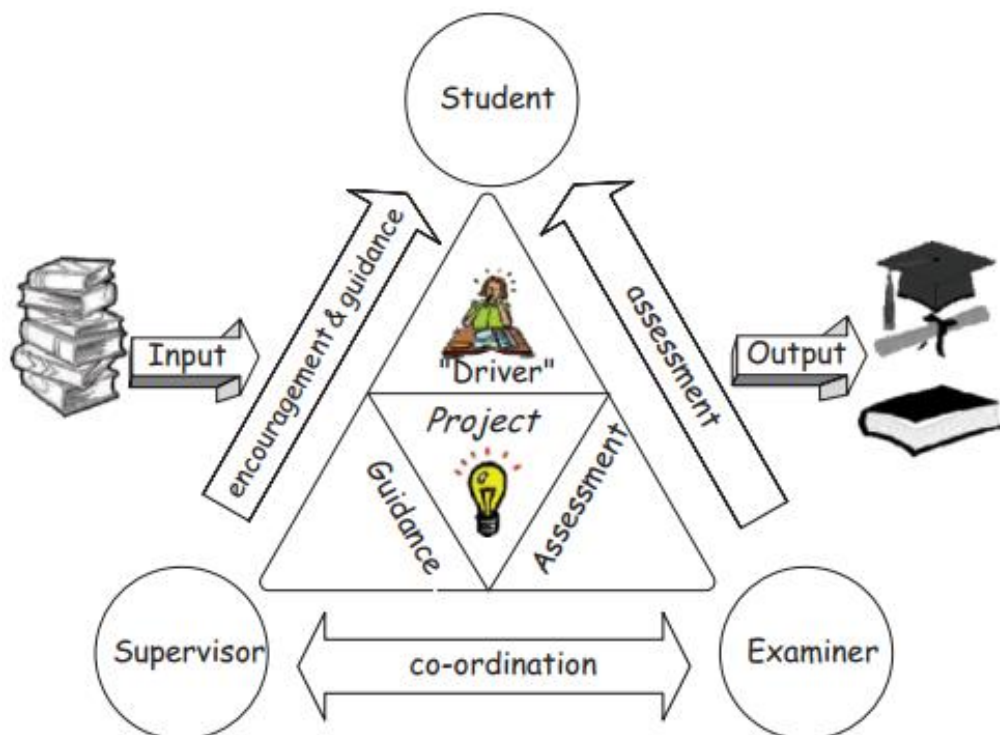 Student
encouragement & guidance
assessment
Input
Output
"Driver"
Project
Guidance
Assessment
Supervisor
co-ordination
Examiner